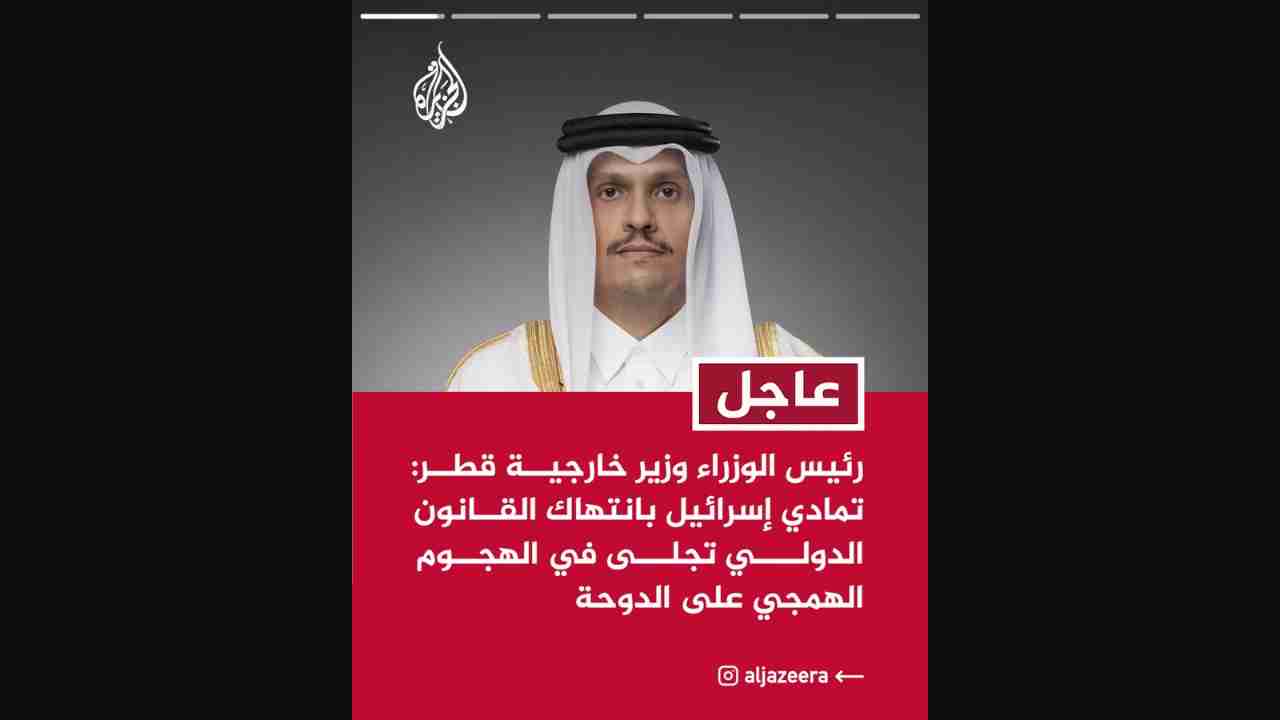 الجزيرة
عاجل
رئيس الوزراء وزير خارجية قطر:
تمادي إسرائيل بانتهاك القانون
الدولي تجلى في الهجوم
الهمجي على الدوحة
aljazeera